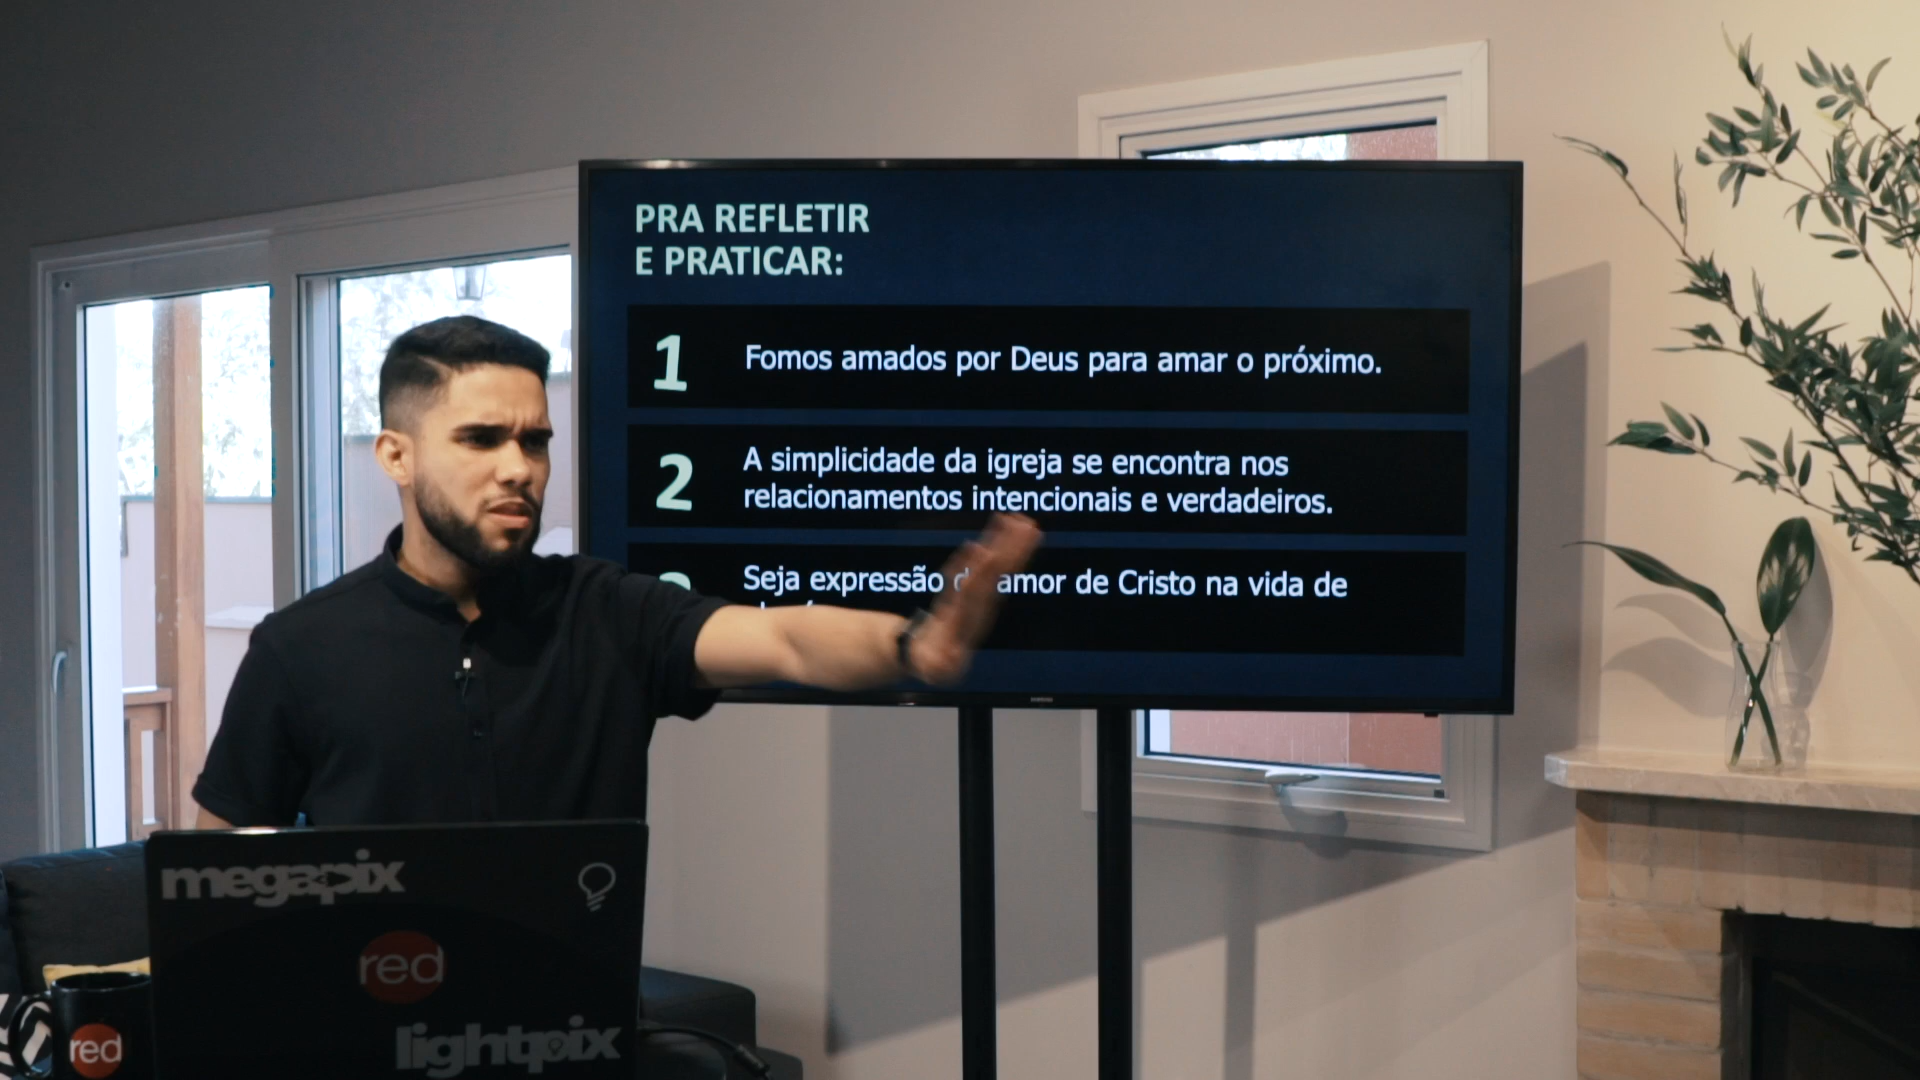 PRA REFLETIR
E PRATICAR:
1
Fomos amados por Deus para amar o próximo.
2
A simplicidade da igreja se encontra nos
relacionamentos intencionais e verdadeiros.
Seja expressão amor de Cristo na vida de
megapix
red
lightpix
red